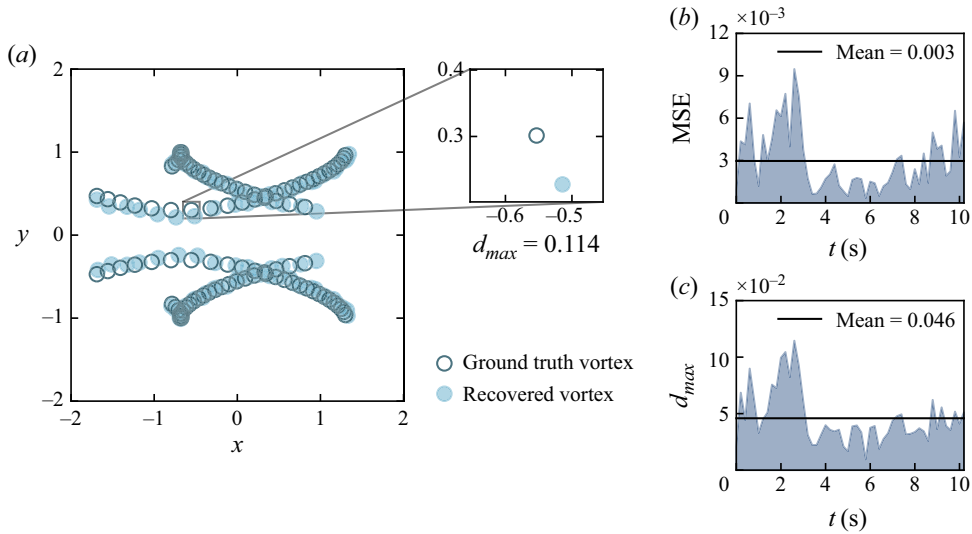 (a)
2
1
0
−1
−2
y
−2
−1
0
1
2
x
0.4
0.3
−0.6
−0.5
d_max = 0.114
Ground truth vortex
Recovered vortex
(b)
×10⁻³
12
9
6
3
0
MSE
Mean = 0.003
2
4
6
8
10
t (s)
(c)
×10⁻²
15
10
5
0
d_max
Mean = 0.046
2
4
6
8
10
t (s)